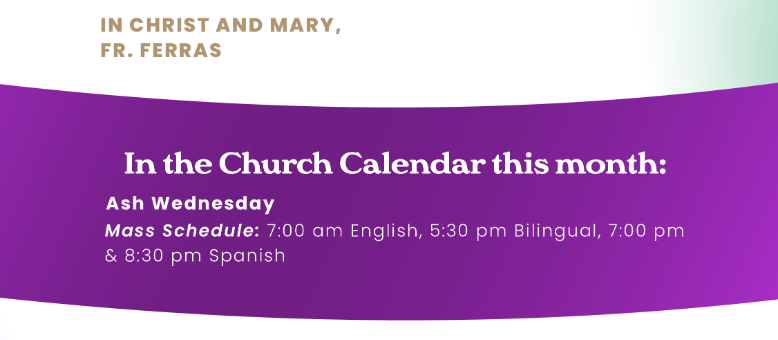 IN CHRIST AND MARY,
FR. FERRAS
In the Church Calendar this month:
Ash Wednesday
Mass Schedule: 7:00 am English, 5:30 pm Bilingual, 7:00 pm
& 8:30 pm Spanish